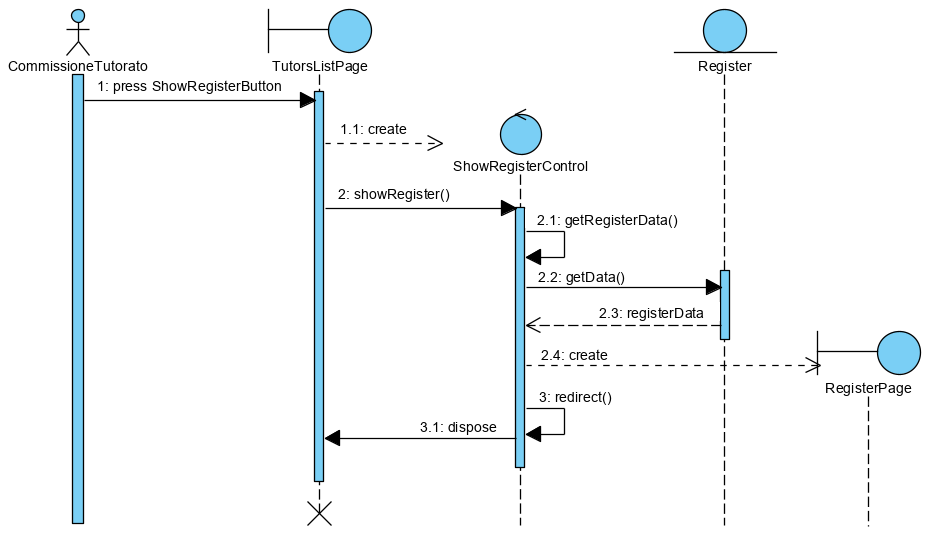 CommissioneTutorato
TutorsListPage
Register
1: press ShowRegisterButton
1.1: create
ShowRegisterControl
2: showRegister()
2.1: getRegisterData()
2.2: getData()
2.3: registerData
2.4: create
RegisterPage
3: redirect()
3.1: dispose